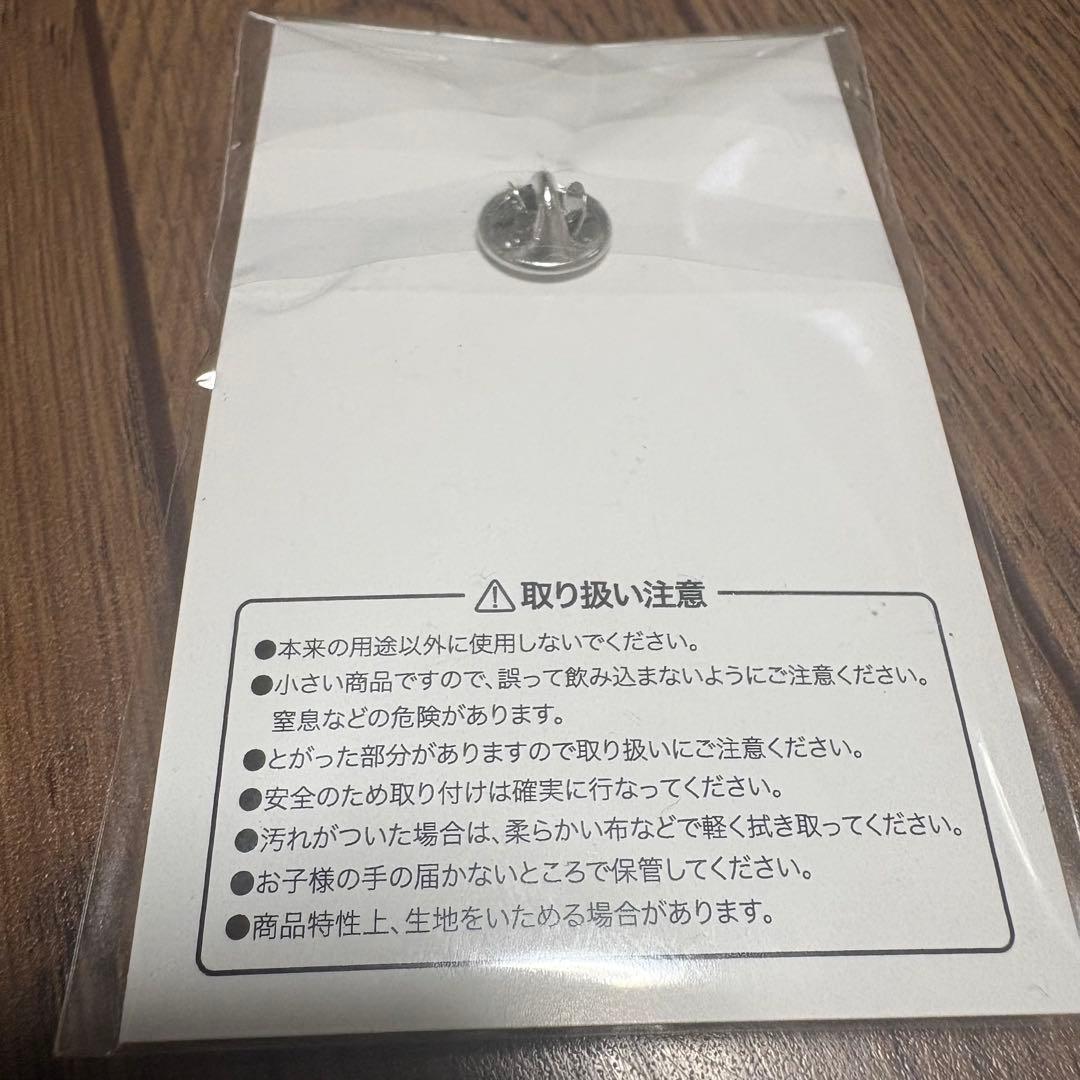 ⚠取り扱い注意
●本来の用途以外に使用しないでください。
●小さい商品ですので、誤って飲み込まないようにご注意ください。
窒息などの危険があります。
●とがった部分がありますので取り扱いにご注意ください。
●安全のため取り付けは確実に行なってください。
●汚れがついた場合は、柔らかい布などで軽く拭き取ってください。
●お子様の手の届かないところで保管してください。
●商品特性上、生地をいためる場合があります。